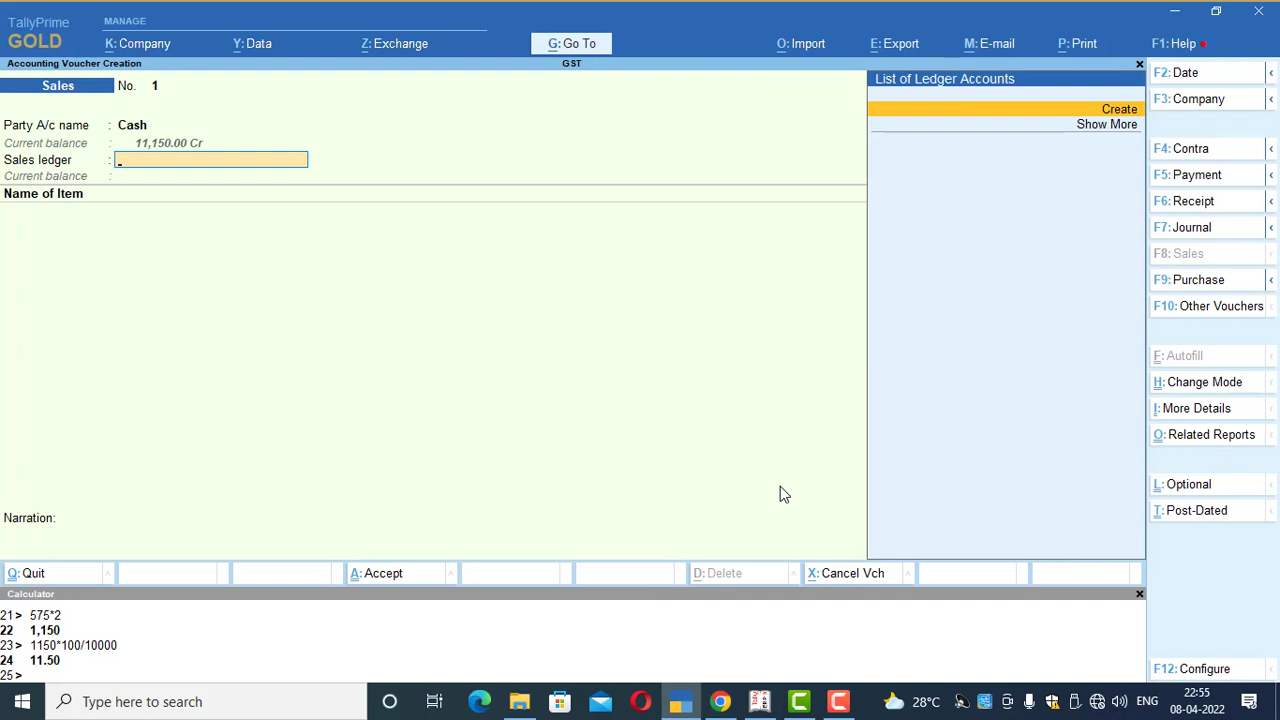 TallyPrime
GOLD
MANAGE
K: Company
Y: Data
Z: Exchange
G: Go To
O: Import
E: Export
M: E-mail
P: Print
F1: Help
Accounting Voucher Creation
GST
Sales No. 1
Party A/c name : Cash
Current balance : 11,150.00 Cr
Sales ledger :
Current balance :
Name of Item
Narration:
List of Ledger Accounts
Create
Show More
F2: Date
F3: Company
F4: Contra
F5: Payment
F6: Receipt
F7: Journal
F8: Sales
F9: Purchase
F10: Other Vouchers
F: Autofill
H: Change Mode
I: More Details
O: Related Reports
L: Optional
T: Post-Dated
F12: Configure
Q: Quit
A: Accept
D: Delete
X: Cancel Vch
Calculator
21> 575*2
22 1,150
23> 1150*100/10000
24 11.50
25>
Type here to search
28°C
ENG
22:55
08-04-2022